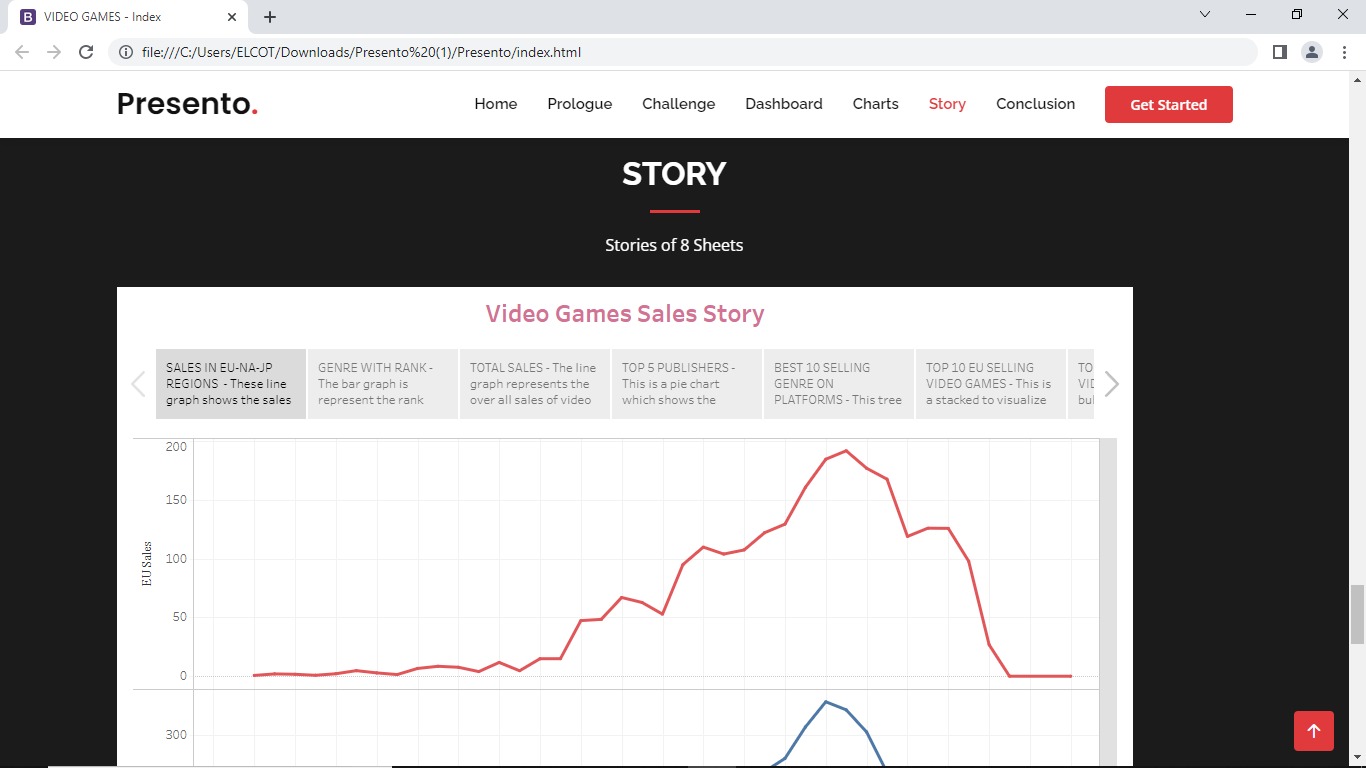 VIDEO GAMES - Index
file:///C:/Users/ELCOT/Downloads/Presento%20(1)/Presento/index.html
Presento.
Home Prologue Challenge Dashboard Charts Story Conclusion Get Started
STORY
Stories of 8 Sheets
Video Games Sales Story
SALES IN EU-NA-JP
REGIONS - These line
graph shows the sales
GENRE WITH RANK -
The bar graph is
represent the rank
TOTAL SALES - The line
graph represents the
over all sales of video
TOP 5 PUBLISHERS -
This is a pie chart
which shows the
BEST 10 SELLING
GENRE ON
PLATFORMS - This tree
TOP 10 EU SELLING
VIDEO GAMES - This is
a stacked to visualize
TO
VID
bul
200
150
100
50
0
EU Sales
300